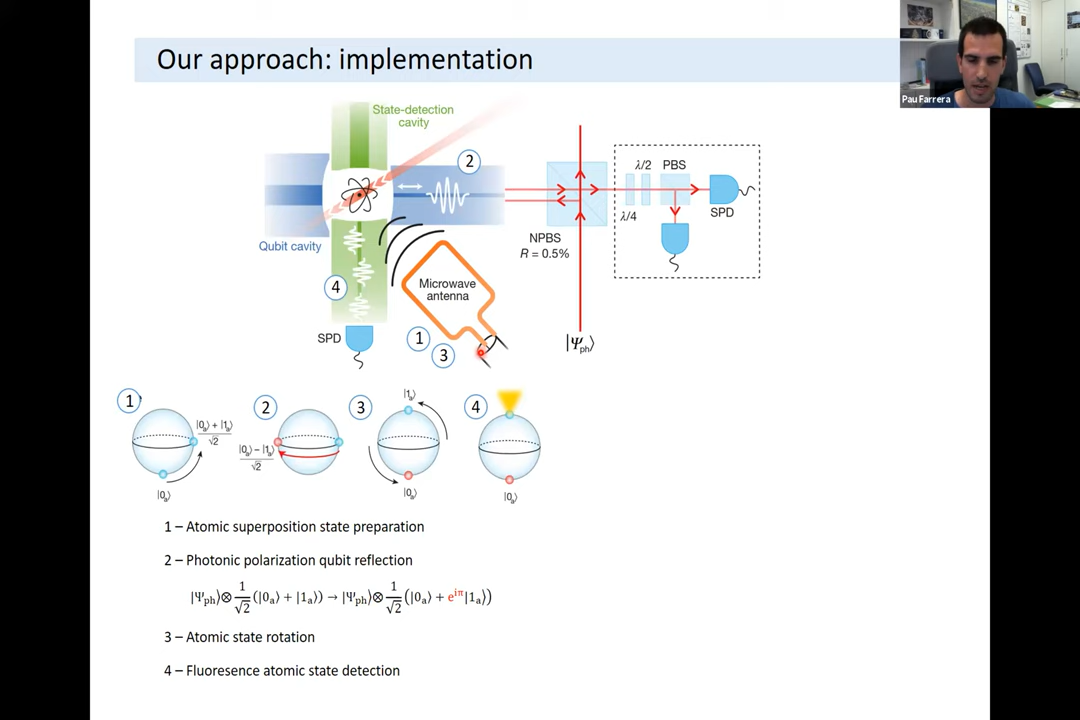 Our approach: implementation
Pau Farrera
State-detection
cavity
2
λ/2 PBS
λ/4
SPD
Qubit cavity
NPBS
R = 0.5%
4
Microwave
antenna
SPD
1
3
|Ψph⟩
1
2
3
4
|0a⟩ + |1a⟩
√2
|0a⟩
|0a⟩ − |1a⟩
√2
|1a⟩
|0a⟩
|0a⟩
1 – Atomic superposition state preparation
2 – Photonic polarization qubit reflection
|Ψph⟩⊗ 1/√2 (|0a⟩ + |1a⟩) → |Ψph⟩⊗ 1/√2 (|0a⟩ + e^iπ|1a⟩)
3 – Atomic state rotation
4 – Fluoresence atomic state detection